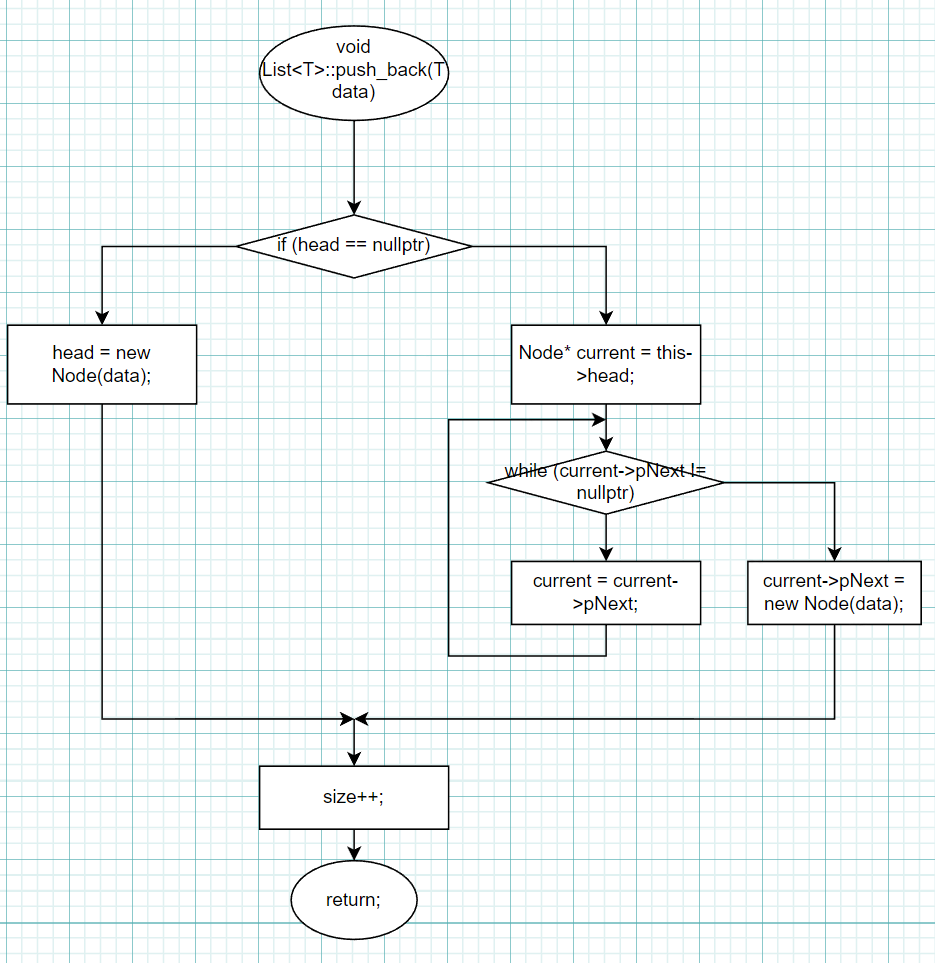 void
List<T>::push_back(T
data)
if (head == nullptr)
head = new
Node(data);
Node* current = this-
>head;
while (current->pNext !=
nullptr)
current = current-
>pNext;
current->pNext =
new Node(data);
size++;
return;